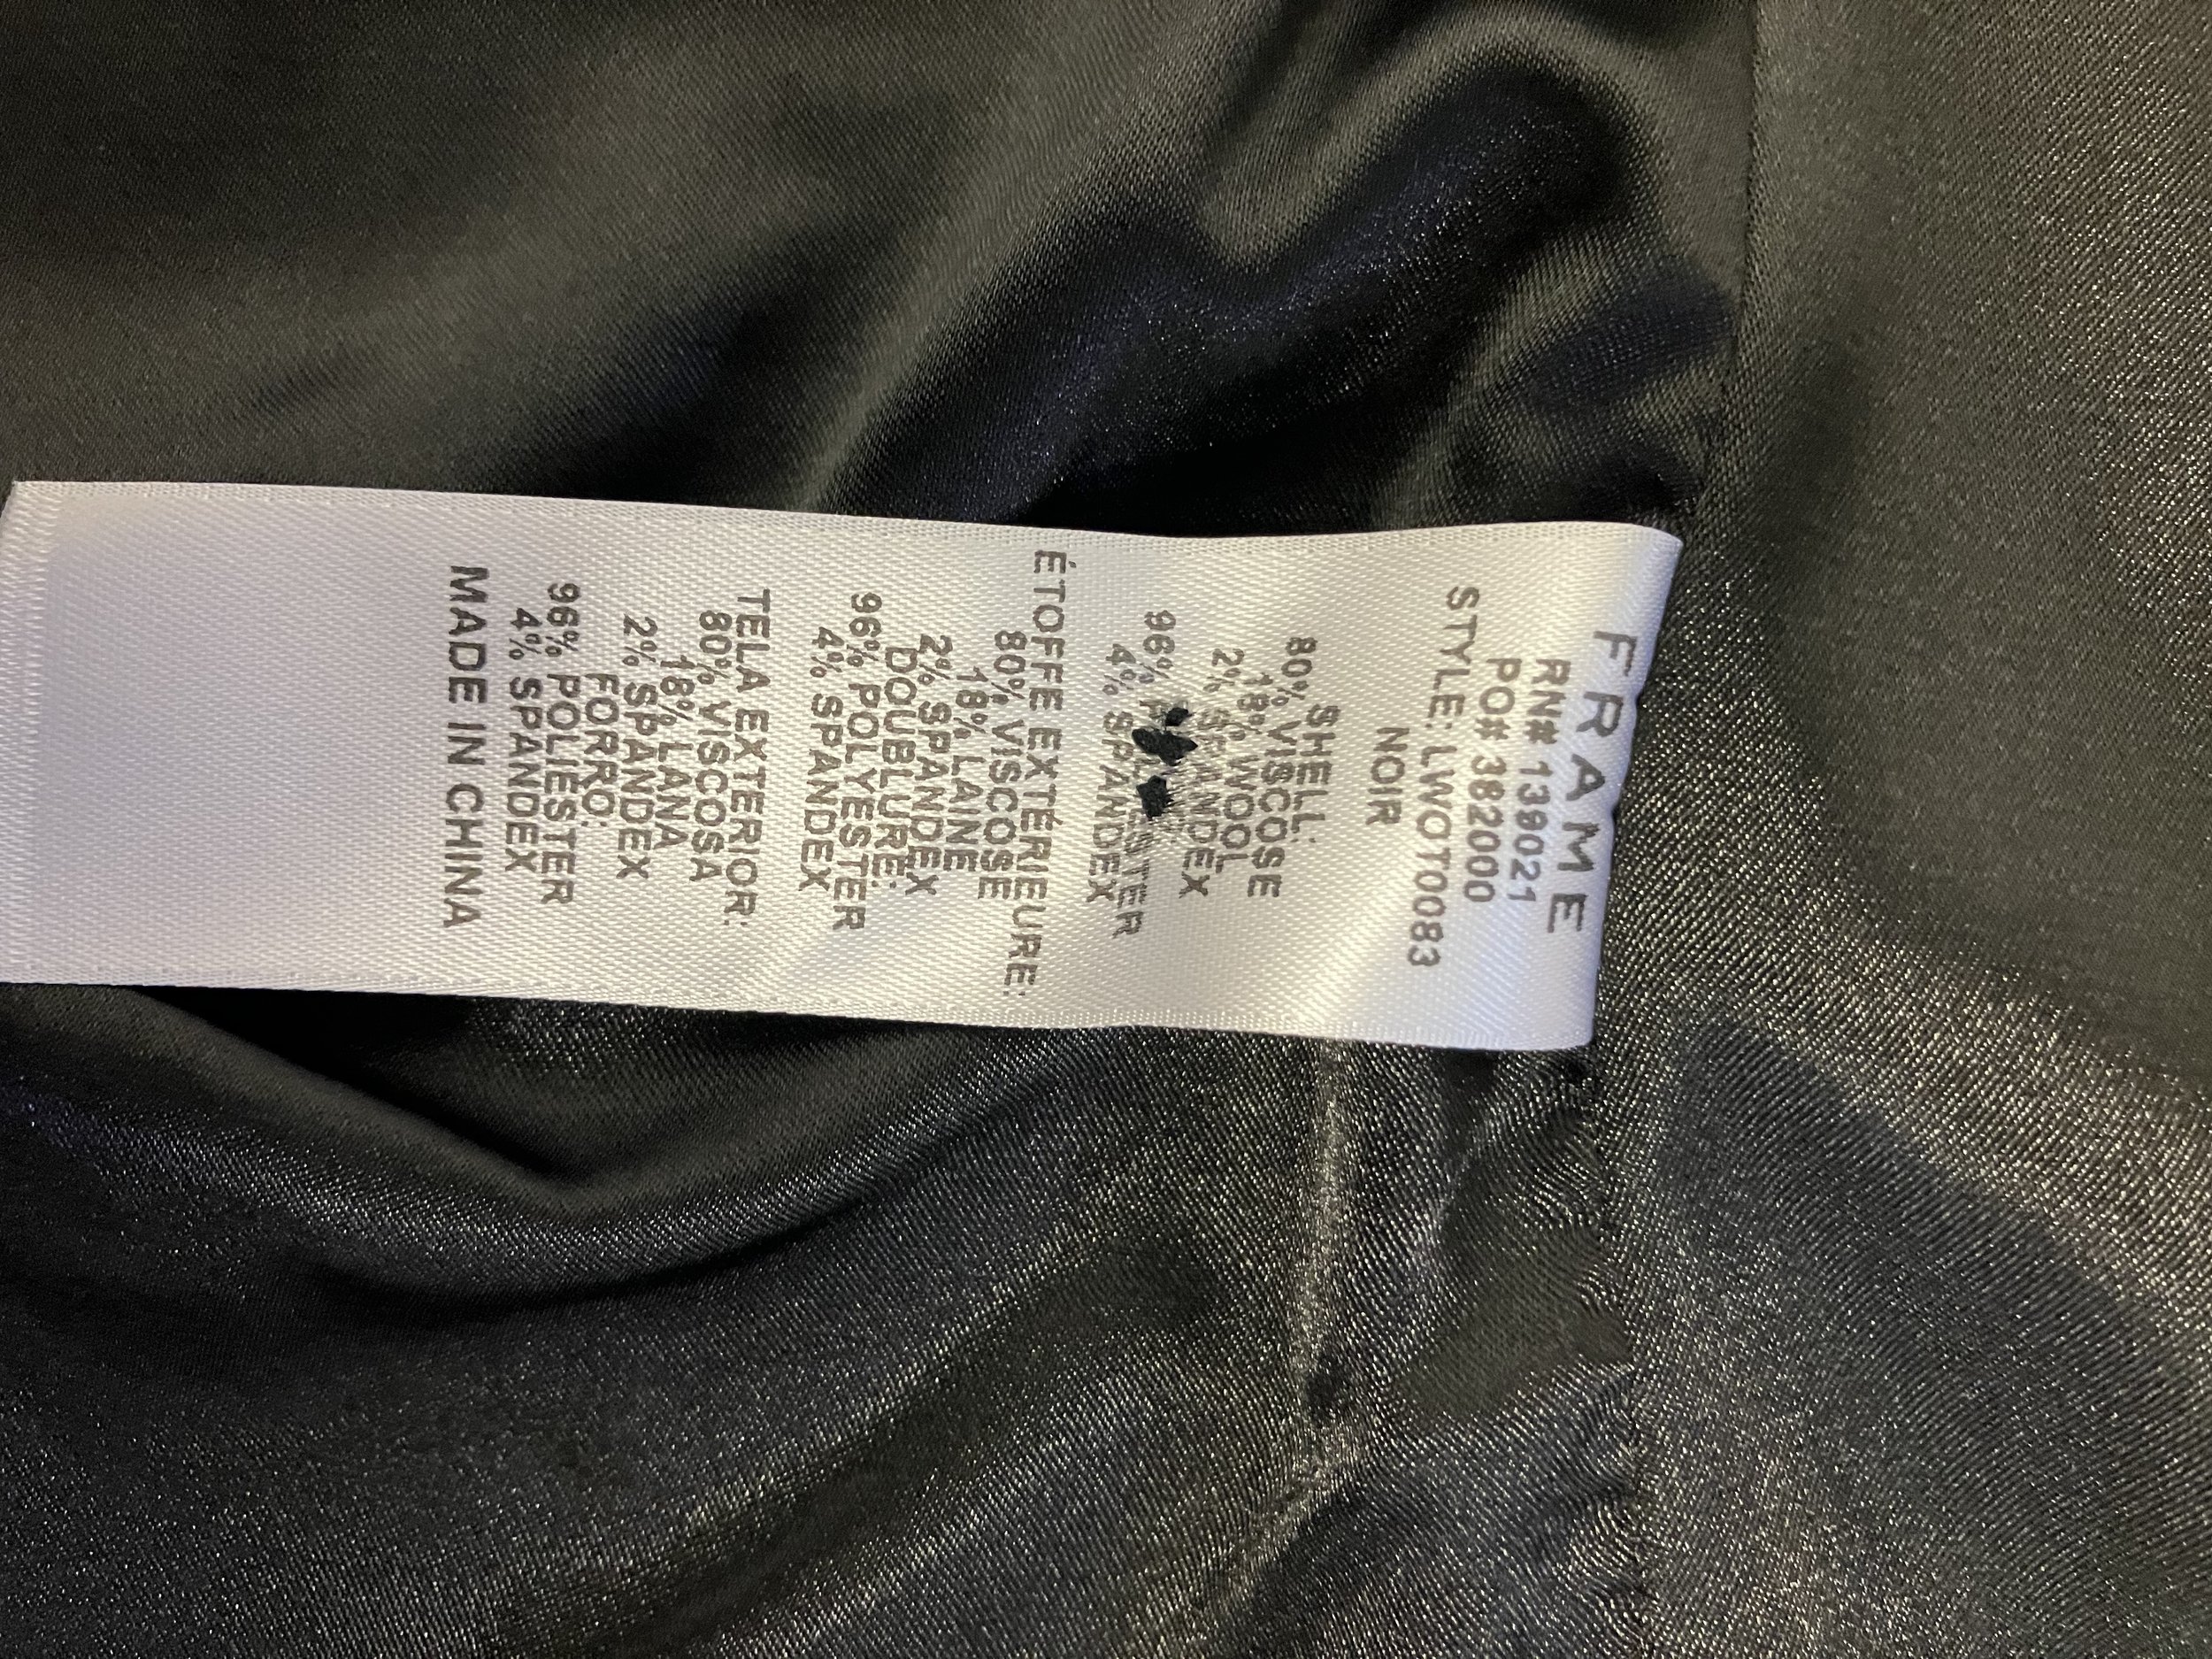 FRAME
RN# 139021
PO# 382000
STYLE: LWOT0083
NOIR
SHELL:
80% VISCOSE
18% WOOL
2% SPANDEX
96%
4% SPANDEX
ÉTOFFE EXTÉRIEURE:
80% VISCOSE
18% LAINE
2% SPANDEX
DOUBLURE:
96% POLYESTER
4% SPANDEX
TELA EXTERIOR:
80% VISCOSA
18% LANA
2% SPANDEX
FORRO:
96% POLIESTER
4% SPANDEX
MADE IN CHINA